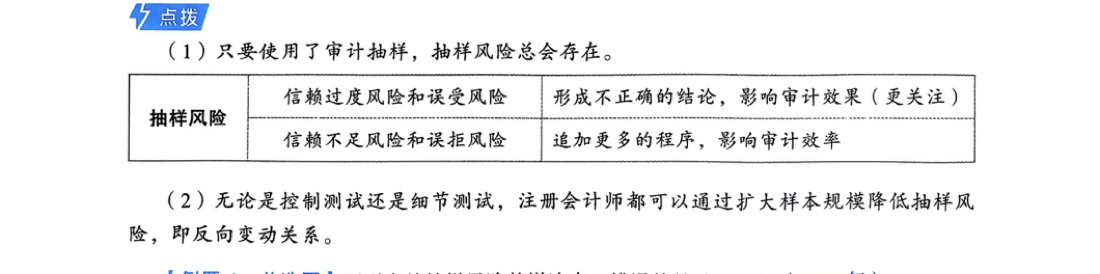 点拨
（1）只要使用了审计抽样，抽样风险总会存在。
抽样风险
信赖过度风险和误受风险 形成不正确的结论，影响审计效果（更关注）
信赖不足风险和误拒风险 追加更多的程序，影响审计效率
（2）无论是控制测试还是细节测试，注册会计师都可以通过扩大样本规模降低抽样风
险，即反向变动关系。